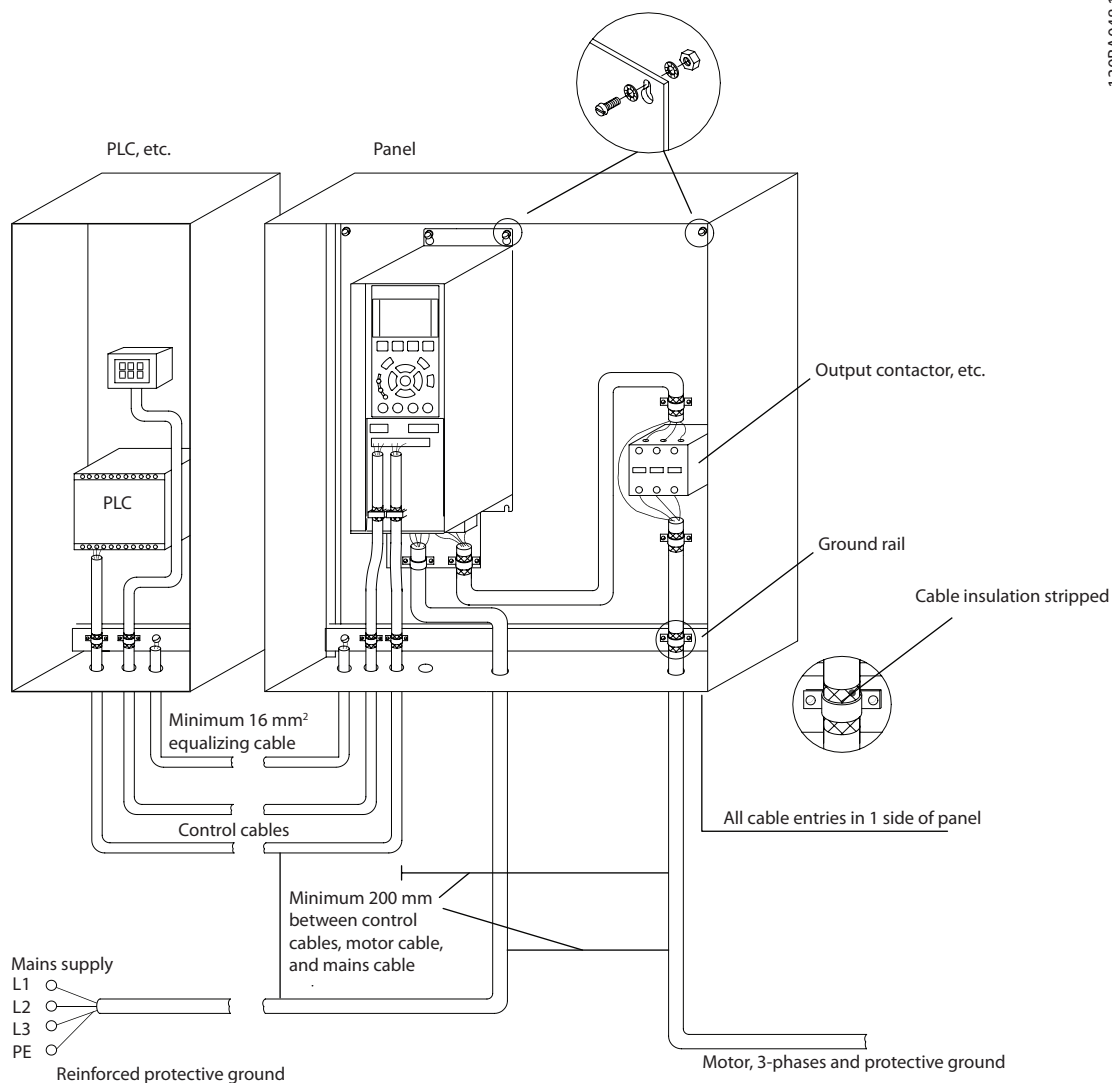 PLC, etc.
Panel
Output contactor, etc.
PLC
Ground rail
Cable insulation stripped
Minimum 16 mm²
equalizing cable
Control cables
All cable entries in 1 side of panel
Minimum 200 mm
between control
cables, motor cable,
and mains cable
Mains supply
L1
L2
L3
PE
Reinforced protective ground
Motor, 3-phases and protective ground